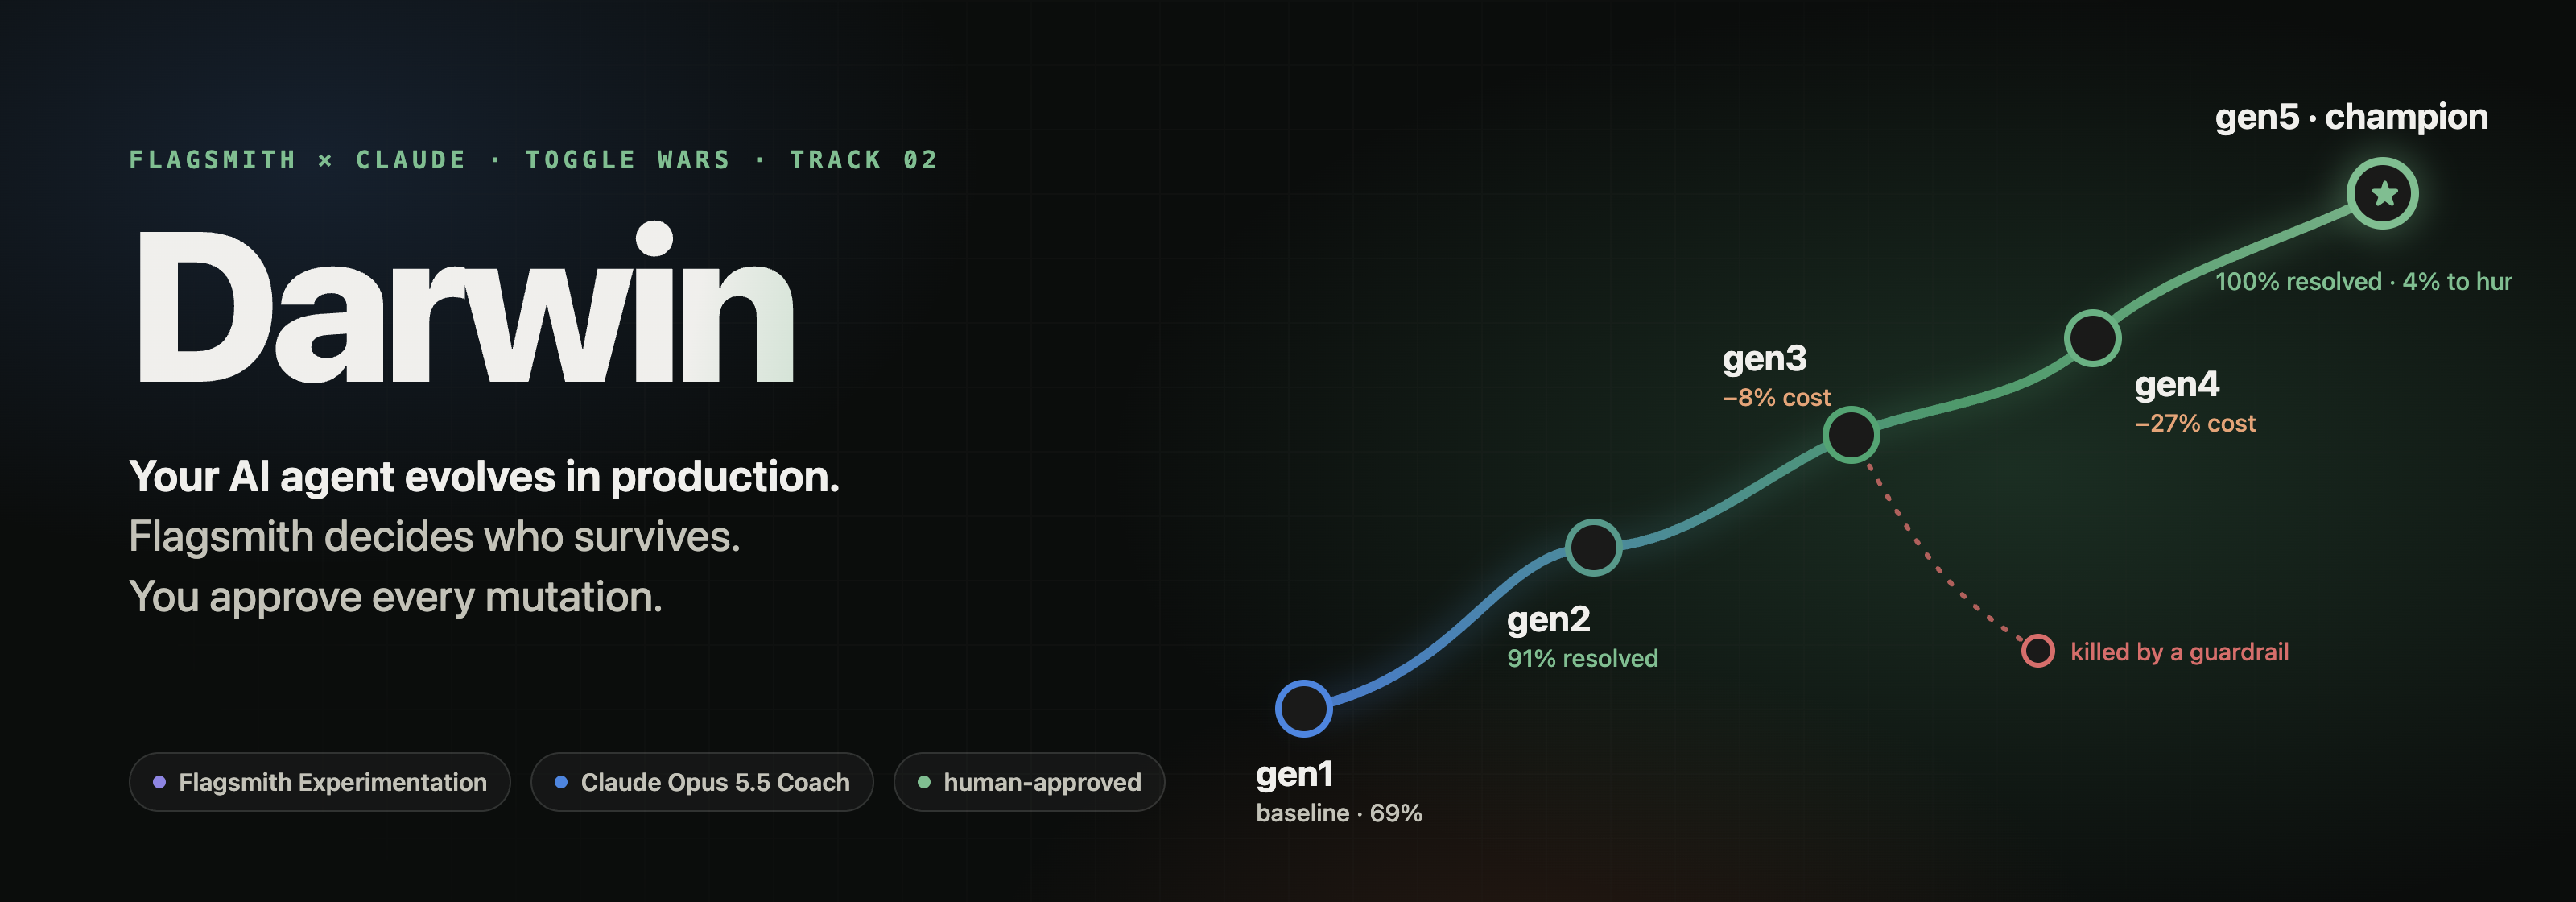 FLAGSMITH × CLAUDE · TOGGLE WARS · TRACK 02
Darwin
Your AI agent evolves in production.
Flagsmith decides who survives.
You approve every mutation.
Flagsmith Experimentation
Claude Opus 5.5 Coach
human-approved
gen1
baseline · 69%
gen2
91% resolved
gen3
−8% cost
gen4
−27% cost
gen5 · champion
100% resolved · 4% to hur
killed by a guardrail